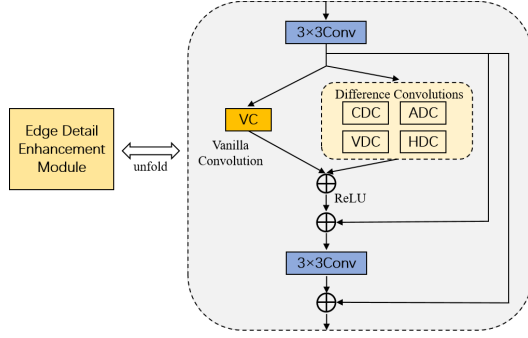 3×3Conv
Difference Convolutions
CDC ADC
VDC HDC
VC
Vanilla
Convolution
Edge Detail
Enhancement
Module
unfold
ReLU
3×3Conv